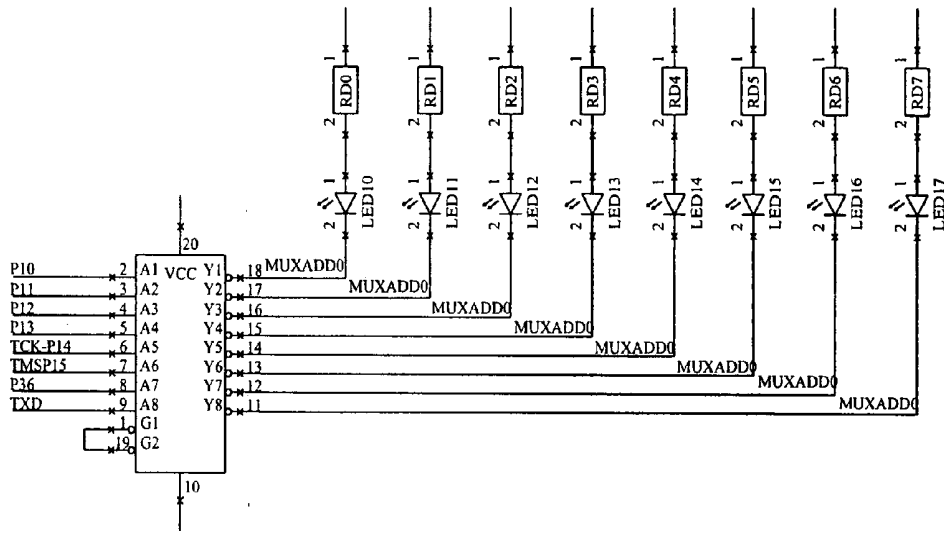 1 1 1 1 1 1 1 1
RD0 RD1 RD2 RD3 RD4 RD5 RD6 RD7
2 2 2 2 2 2 2 2
1 1 1 1 1 1 1 1
LED10 LED11 LED12 LED13 LED14 LED15 LED16 LED17
2 2 2 2 2 2 2 2
20
VCC
P10 2 A1 Y1 18 MUXADD0
P11 3 A2 Y2 17 MUXADD0
P12 4 A3 Y3 16 MUXADD0
P13 5 A4 Y4 15 MUXADD0
TCK-P14 6 A5 Y5 14 MUXADD0
TMSP15 7 A6 Y6 13 MUXADD0
P36 8 A7 Y7 12 MUXADD0
TXD 9 A8 Y8 11 MUXADD0
1 G1
19 G2
10